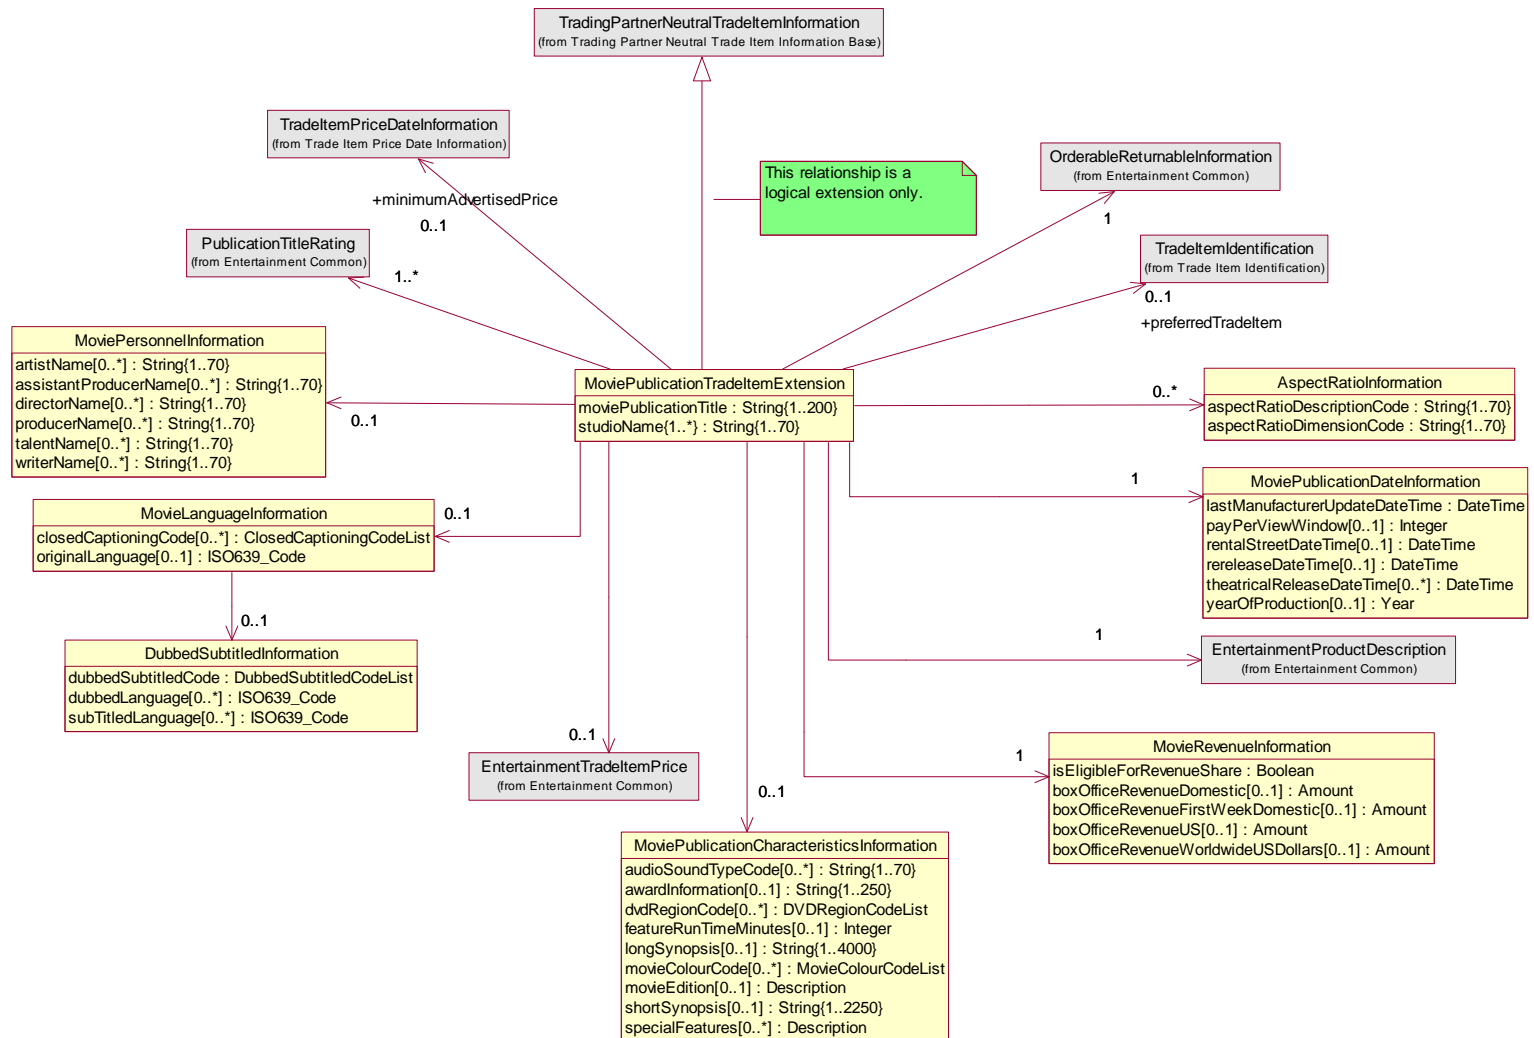 TradingPartnerNeutralTradeItemInformation
(from Trading Partner Neutral Trade Item Information Base)
TradeItemPriceDateInformation
(from Trade Item Price Date Information)
This relationship is a
logical extension only.
OrderableReturnableInformation
(from Entertainment Common)
+minimumAdvertisedPrice
0..1
1
PublicationTitleRating
(from Entertainment Common)
1..*
TradeItemIdentification
(from Trade Item Identification)
0..1
+preferredTradeItem
MoviePersonnelInformation
artistName[0..*] : String{1..70}
assistantProducerName[0..*] : String{1..70}
directorName[0..*] : String{1..70}
producerName[0..*] : String{1..70}
talentName[0..*] : String{1..70}
writerName[0..*] : String{1..70}
0..1
MoviePublicationTradeItemExtension
moviePublicationTitle : String{1..200}
studioName{1..*} : String{1..70}
0..*
AspectRatioInformation
aspectRatioDescriptionCode : String{1..70}
aspectRatioDimensionCode : String{1..70}
1
MoviePublicationDateInformation
lastManufacturerUpdateDateTime : DateTime
payPerViewWindow[0..1] : Integer
rentalStreetDateTime[0..1] : DateTime
rereleaseDateTime[0..1] : DateTime
theatricalReleaseDateTime[0..*] : DateTime
yearOfProduction[0..1] : Year
MovieLanguageInformation
closedCaptioningCode[0..*] : ClosedCaptioningCodeList
originalLanguage[0..1] : ISO639_Code
0..1
0..1
DubbedSubtitledInformation
dubbedSubtitledCode : DubbedSubtitledCodeList
dubbedLanguage[0..*] : ISO639_Code
subTitledLanguage[0..*] : ISO639_Code
1
EntertainmentProductDescription
(from Entertainment Common)
0..1
EntertainmentTradeItemPrice
(from Entertainment Common)
1
MovieRevenueInformation
isEligibleForRevenueShare : Boolean
boxOfficeRevenueDomestic[0..1] : Amount
boxOfficeRevenueFirstWeekDomestic[0..1] : Amount
boxOfficeRevenueUS[0..1] : Amount
boxOfficeRevenueWorldwideUSDollars[0..1] : Amount
0..1
MoviePublicationCharacteristicsInformation
audioSoundTypeCode[0..*] : String{1..70}
awardInformation[0..1] : String{1..250}
dvdRegionCode[0..*] : DVDRegionCodeList
featureRunTimeMinutes[0..1] : Integer
longSynopsis[0..1] : String{1..4000}
movieColourCode[0..*] : MovieColourCodeList
movieEdition[0..1] : Description
shortSynopsis[0..1] : String{1..2250}
specialFeatures[0..*] : Description